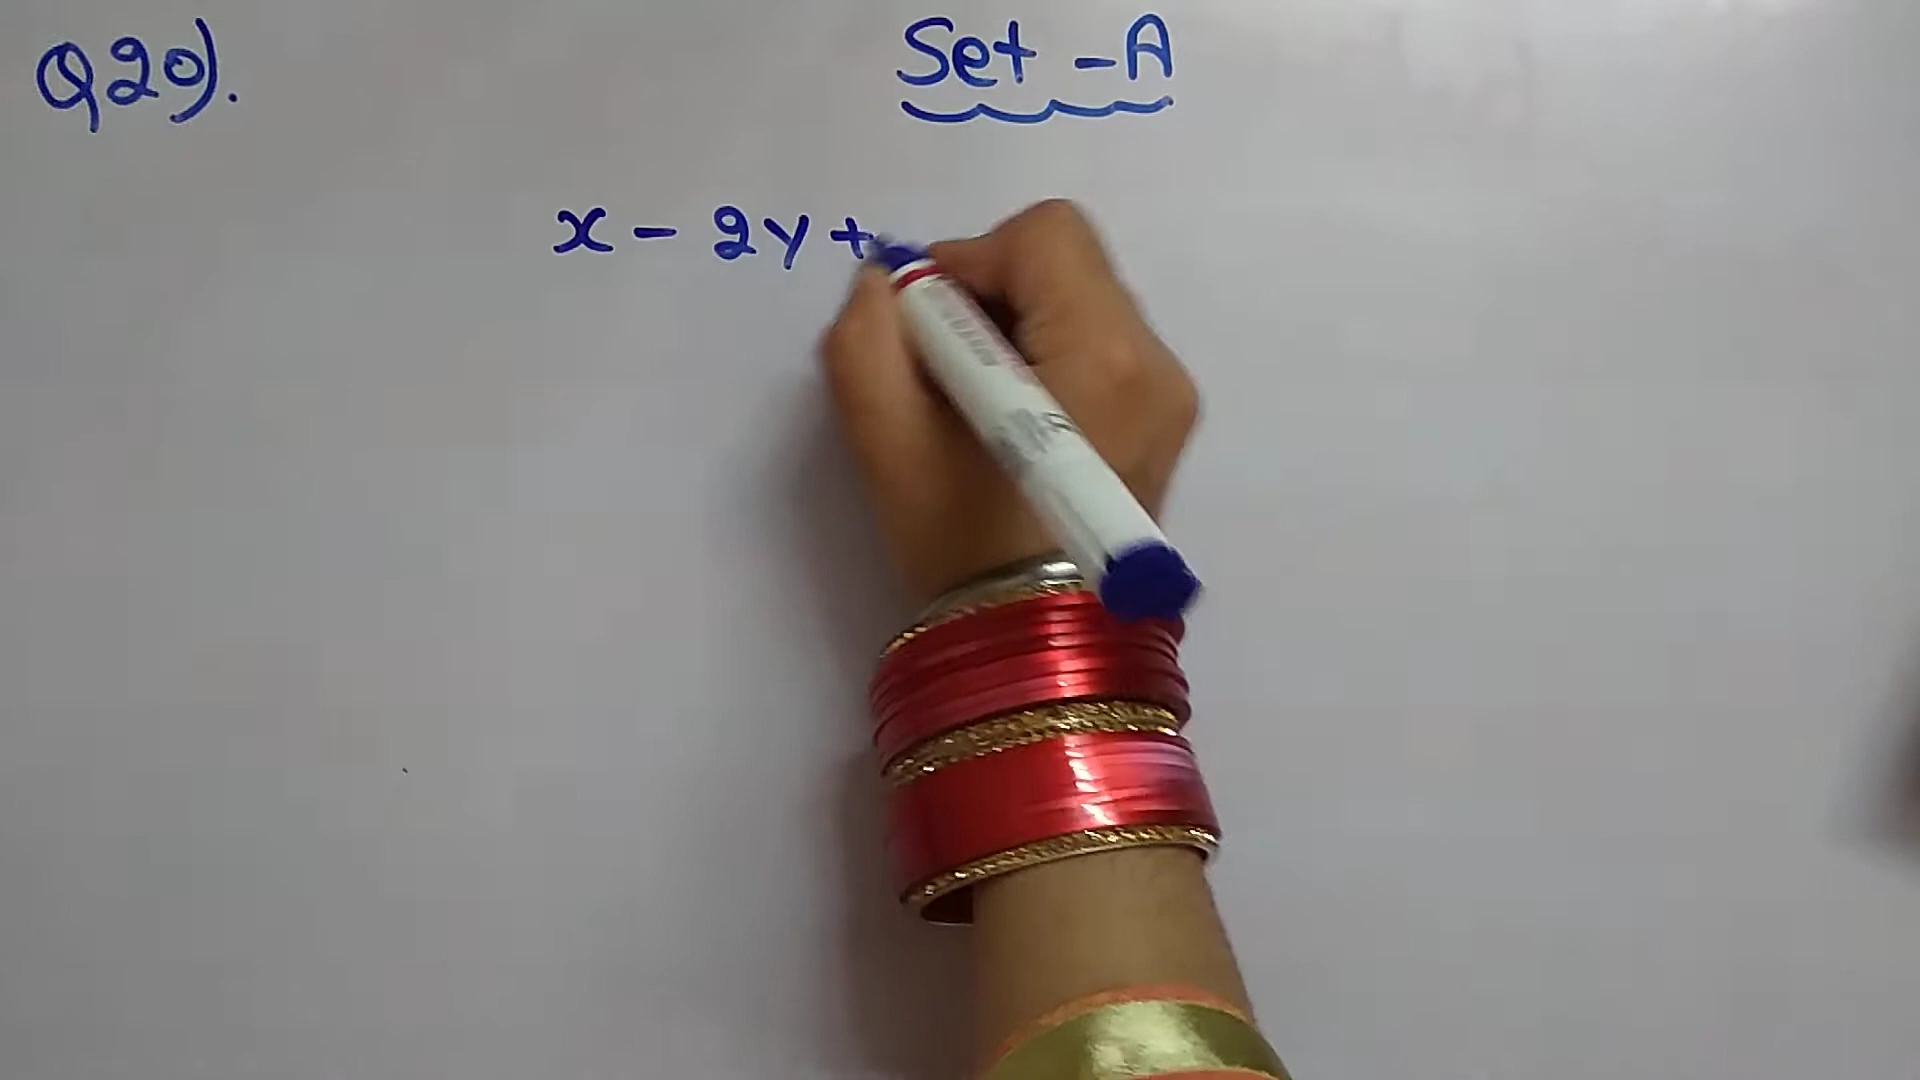 Q20).
Set - A
x - 2y +